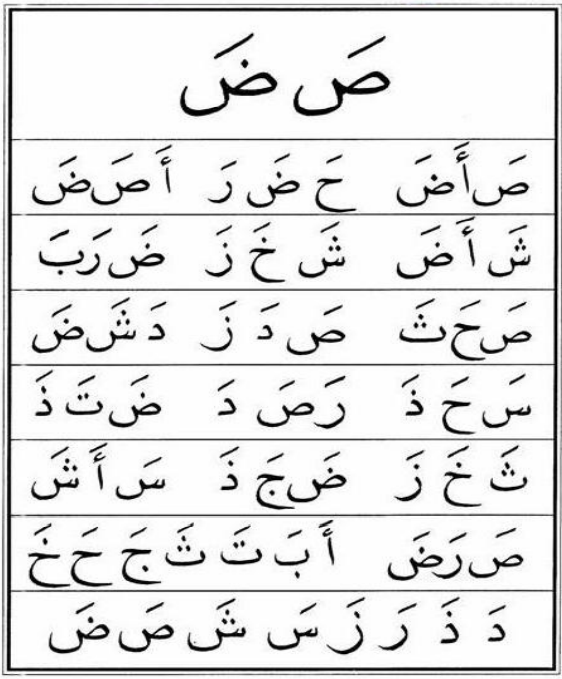 صَ ضَ
صَ أَ ضَ حَ ضَ رَ أَ صَ ضَ
شَ أَ ضَ شَ خَ زَ ضَ رَ بَ
صَ حَ ثَ صَ دَ زَ دَ شَ ضَ
سَ حَ ذَ رَ صَ دَ ضَ تَ ذَ
ثَ خَ زَ ضَ جَ ذَ سَ أَ شَ
صَ رَ ضَ أَ بَ تَ ثَ جَ حَ خَ
دَ ذَ رَ زَ سَ شَ صَ ضَ